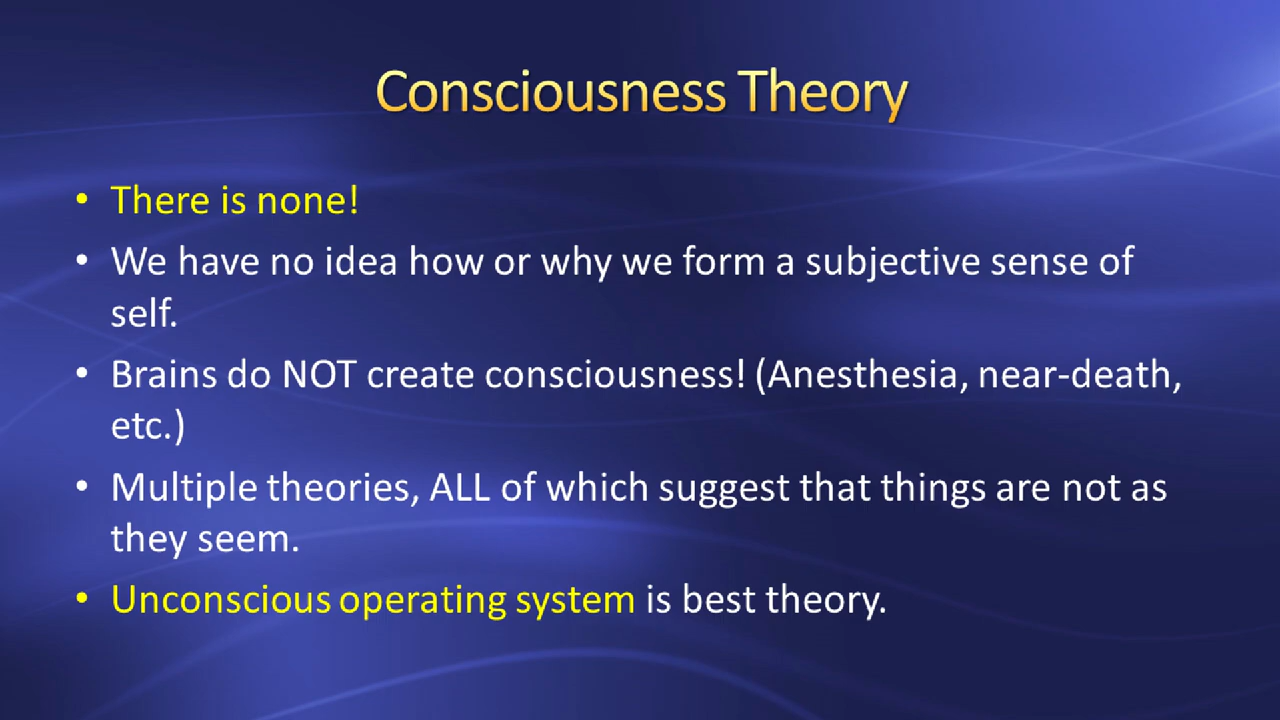 Consciousness Theory
• There is none!
• We have no idea how or why we form a subjective sense of
self.
• Brains do NOT create consciousness! (Anesthesia, near-death,
etc.)
• Multiple theories, ALL of which suggest that things are not as
they seem.
• Unconscious operating system is best theory.